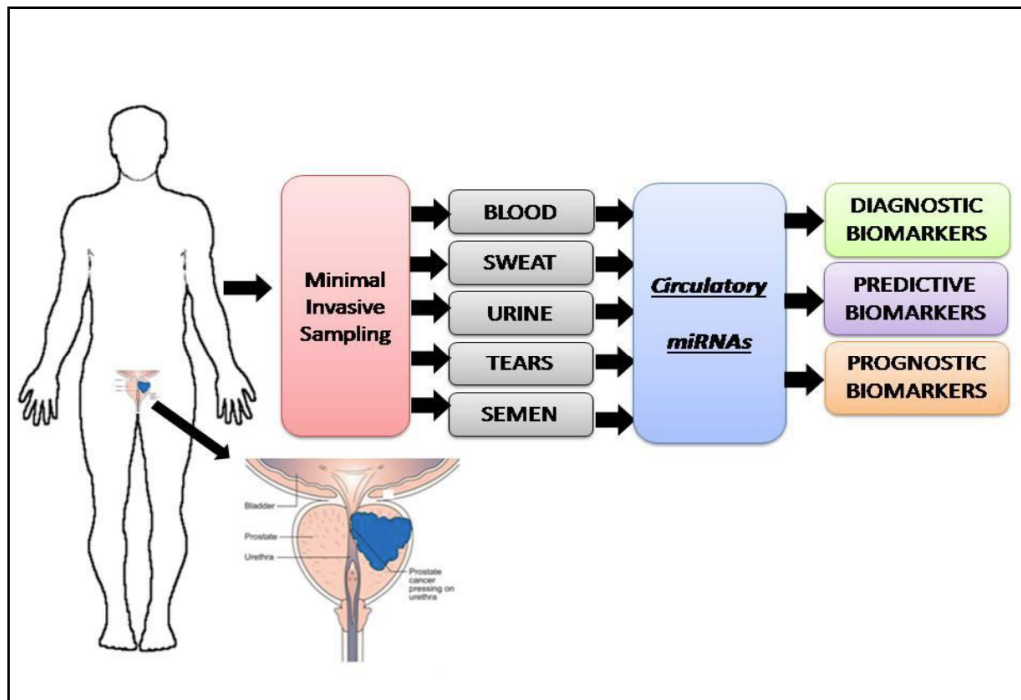 Minimal
Invasive
Sampling
BLOOD
SWEAT
URINE
TEARS
SEMEN
Circulatory
miRNAs
DIAGNOSTIC
BIOMARKERS
PREDICTIVE
BIOMARKERS
PROGNOSTIC
BIOMARKERS
Bladder
Prostate
Urethra
Prostate
cancer
pressing on
urethra